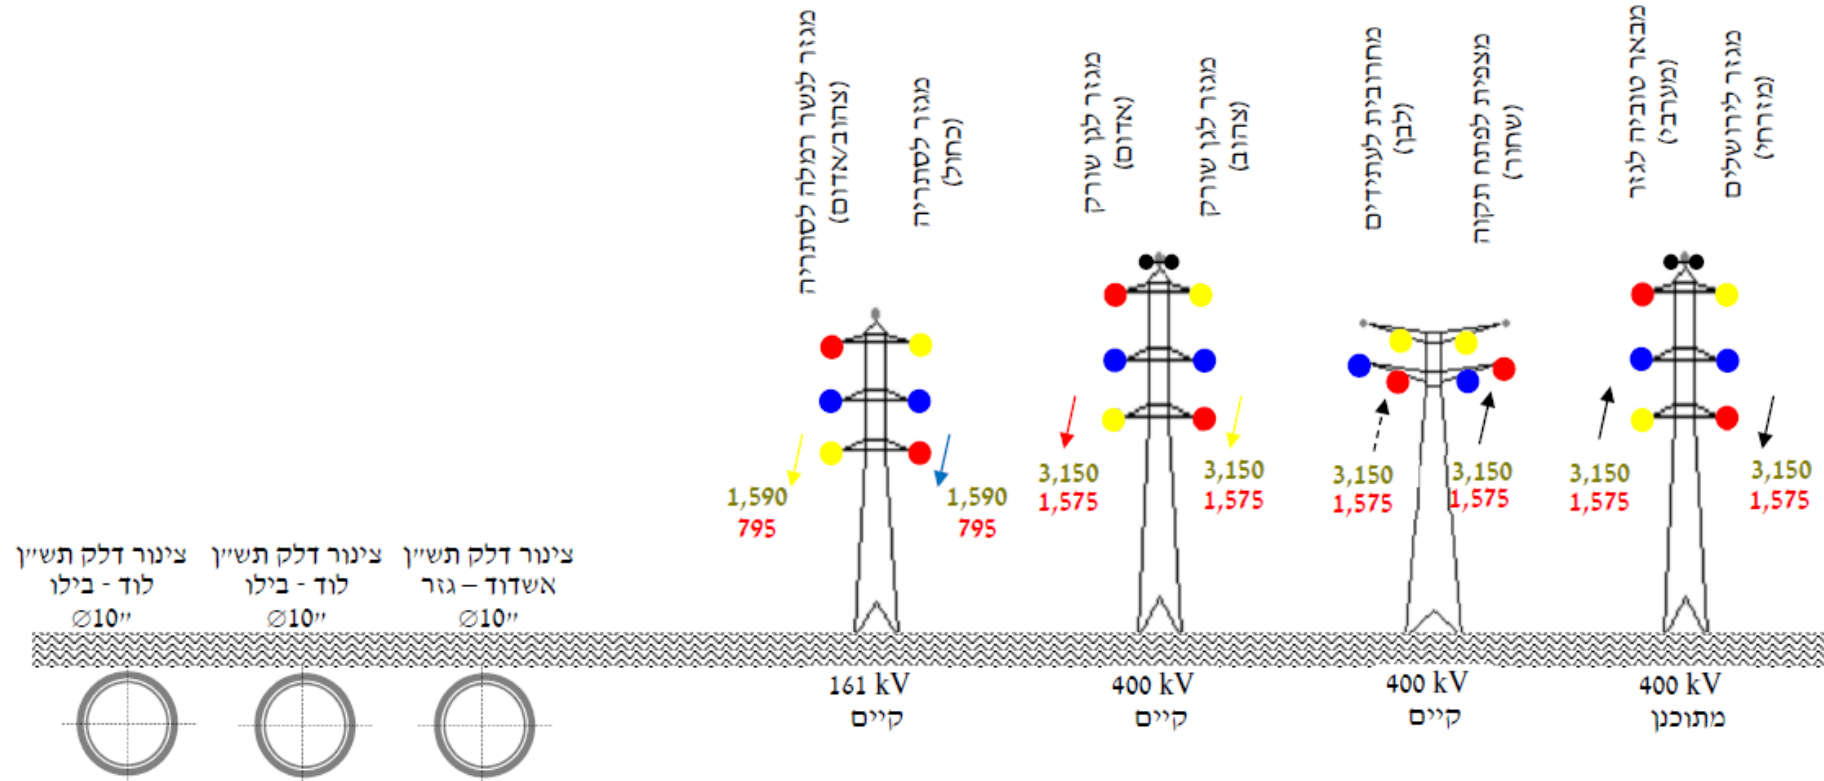 מגזר לנשר רמלה לסתריה
(צהוב/אדום)
מגזר לסתריה
(כחול)
מגזר לגן שורק
(אדום)
מגזר לגן שורק
(צהוב)
מחרובית לעתידים
(לבן)
מצפית לפתח תקווה
(שחור)
מבאר טוביה לגזר
(מערבי)
מגזר לירושלים
(מזרחי)
1,590
795
1,590
795
3,150
1,575
3,150
1,575
3,150
1,575
3,150
1,575
3,150
1,575
3,150
1,575
צינור דלק תש״ן
לוד - בילו
∅10״
צינור דלק תש״ן
לוד - בילו
∅10״
צינור דלק תש״ן
אשדוד – גזר
∅10״
161 kV
קיים
400 kV
קיים
400 kV
קיים
400 kV
מתוכנן